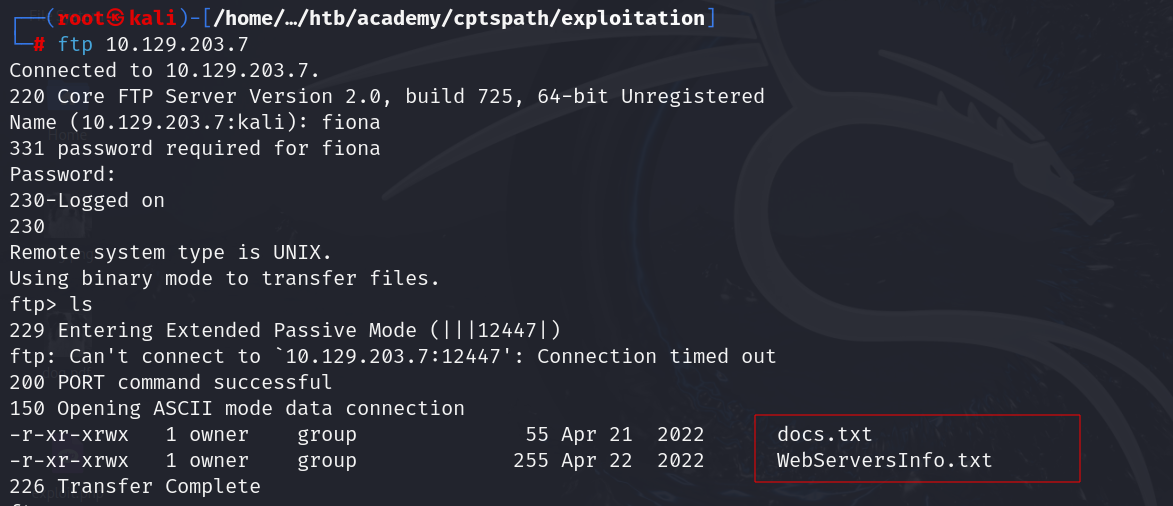 ┌──(root㉿kali)-[/home/…/htb/academy/cptspath/exploitation]
└─# ftp 10.129.203.7
Connected to 10.129.203.7.
220 Core FTP Server Version 2.0, build 725, 64-bit Unregistered
Name (10.129.203.7:kali): fiona
331 password required for fiona
Password:
230-Logged on
230
Remote system type is UNIX.
Using binary mode to transfer files.
ftp> ls
229 Entering Extended Passive Mode (|||12447|)
ftp: Can't connect to `10.129.203.7:12447': Connection timed out
200 PORT command successful
150 Opening ASCII mode data connection
-r-xr-xrwx   1 owner    group              55 Apr 21  2022      docs.txt
-r-xr-xrwx   1 owner    group             255 Apr 22  2022      WebServersInfo.txt
226 Transfer Complete